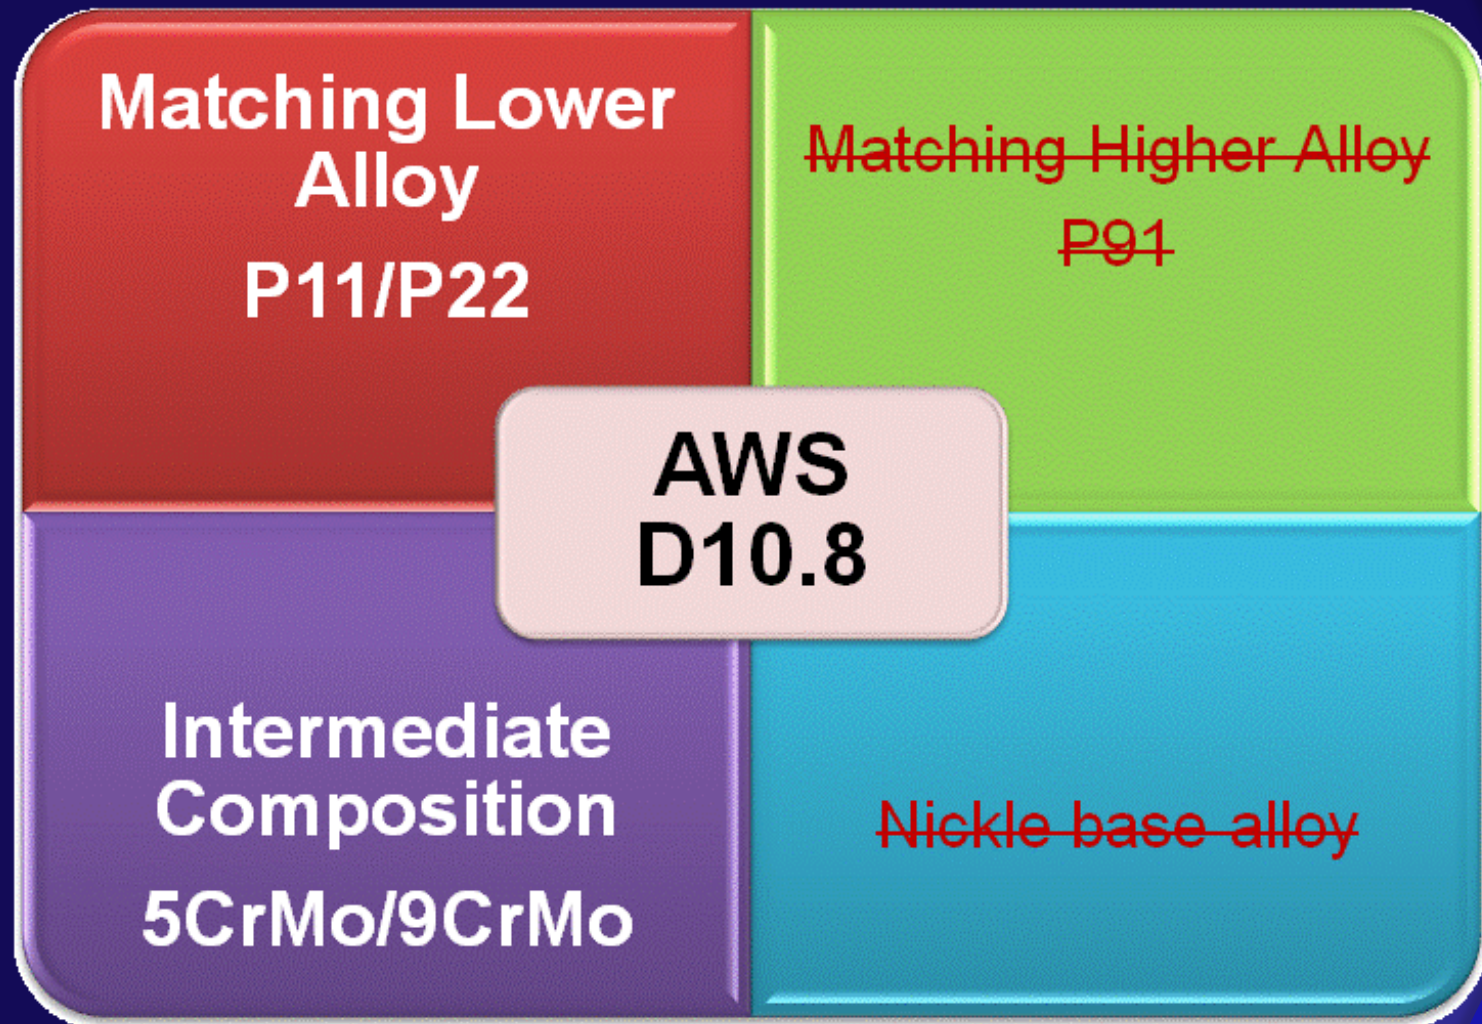 Matching Lower
Alloy
P11/P22
Matching Higher Alloy
P91
AWS
D10.8
Intermediate
Composition
5CrMo/9CrMo
Nickle base alloy